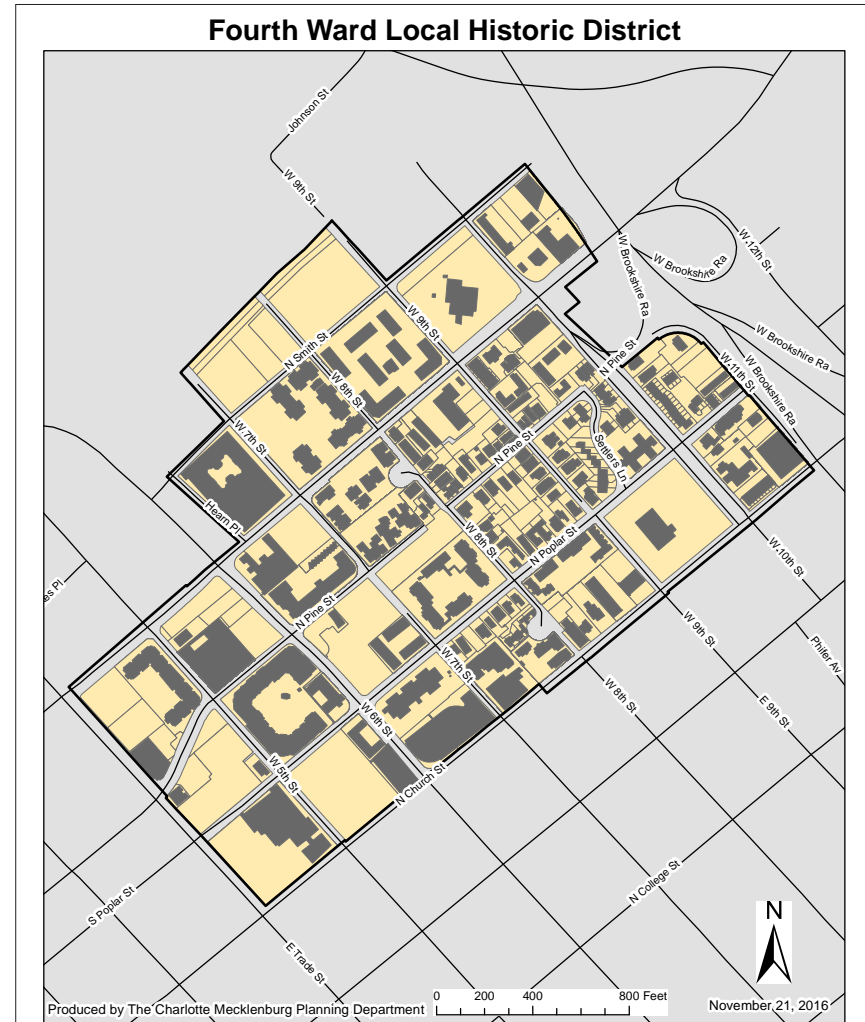 Fourth Ward Local Historic District
Johnson St
W 9th St
W 12th St
W Brookshire Ra
W Brookshire Ra
W Brookshire Ra
W Brookshire Ra
W 11th St
N Pine St
N Smith St
W 9th St
W 8th St
W 7th St
N Pine St
Settlers Ln
Hearn Pl
W 8th St
N Poplar St
W 10th St
es Pl
N Pine St
W 7th St
W 9th St
Phifer Av
W 8th St
E 9th St
W 6th St
W 5th St
N Church St
N College St
S Poplar St
E Trade St
N
Produced by The Charlotte Mecklenburg Planning Department
0 200 400 800 Feet
November 21, 2016